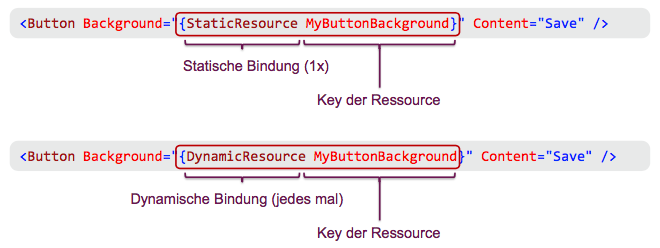 <Button Background="{StaticResource MyButtonBackground}" Content="Save" />
Statische Bindung (1x)
Key der Ressource
<Button Background="{DynamicResource MyButtonBackground}" Content="Save" />
Dynamische Bindung (jedes mal)
Key der Ressource